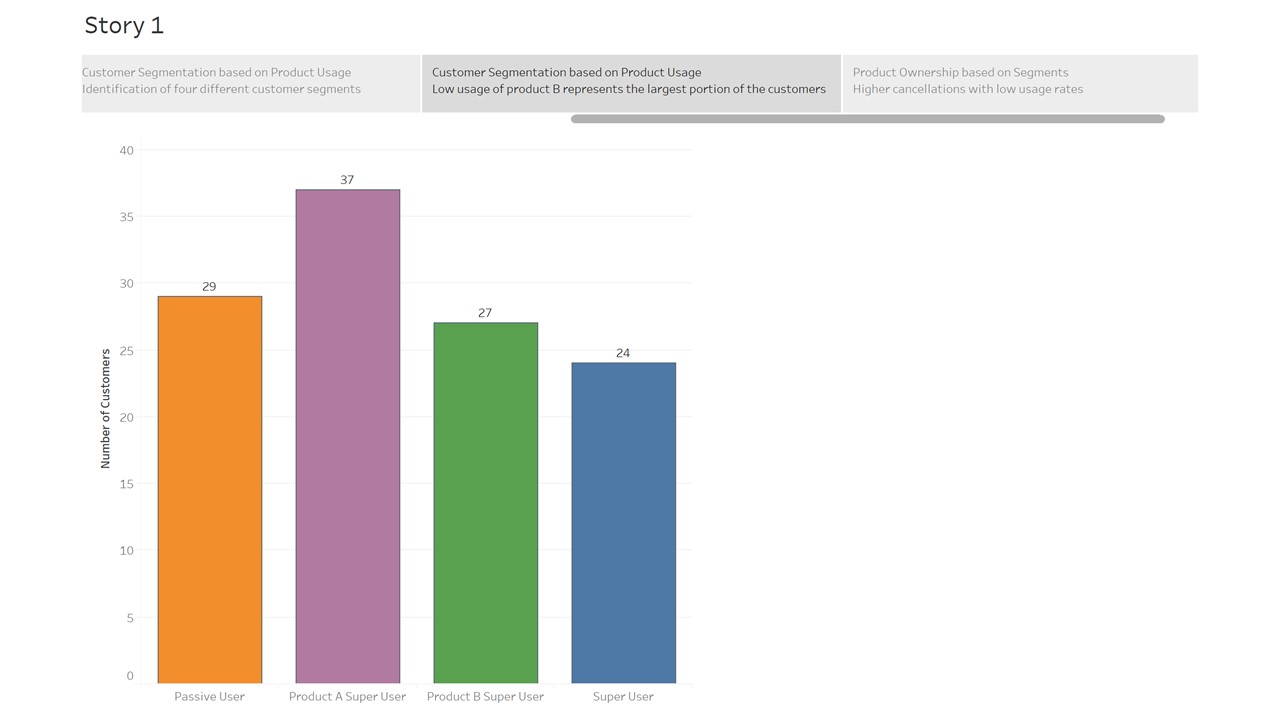 Story 1
Customer Segmentation based on Product Usage
Identification of four different customer segments
Customer Segmentation based on Product Usage
Low usage of product B represents the largest portion of the customers
Product Ownership based on Segments
Higher cancellations with low usage rates
Number of Customers
40
35
30
25
20
15
10
5
0
29
37
27
24
Passive User
Product A Super User
Product B Super User
Super User